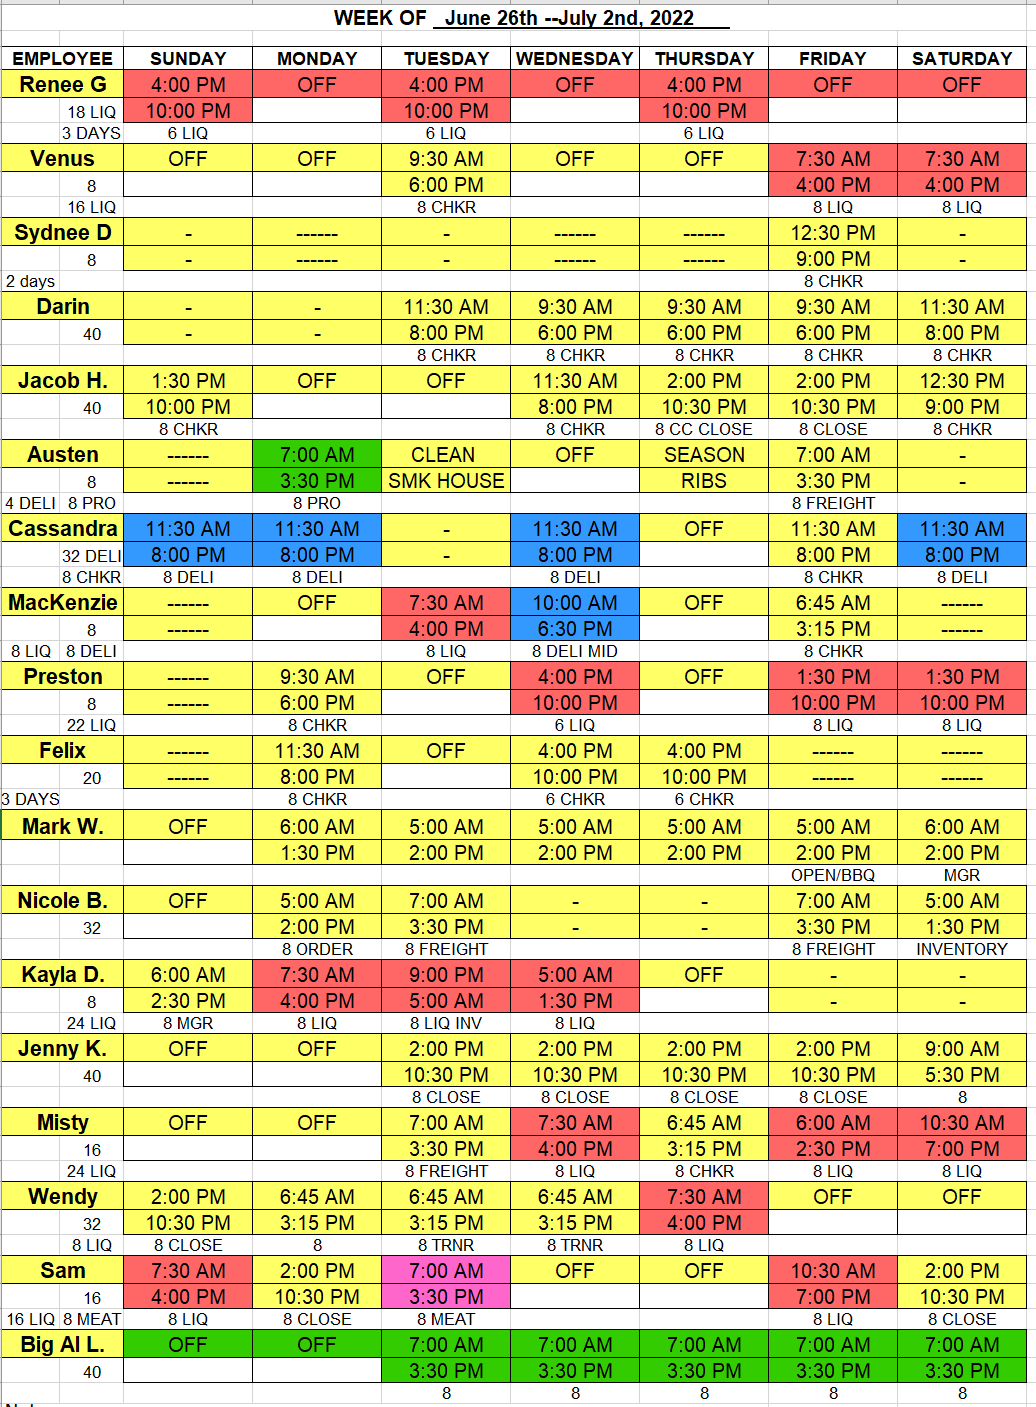 WEEK OF June 26th --July 2nd, 2022
EMPLOYEE SUNDAY MONDAY TUESDAY WEDNESDAY THURSDAY FRIDAY SATURDAY
Renee G 4:00 PM OFF 4:00 PM OFF 4:00 PM OFF OFF
18 LIQ 10:00 PM 10:00 PM 10:00 PM
3 DAYS 6 LIQ 6 LIQ 6 LIQ
Venus OFF OFF 9:30 AM OFF OFF 7:30 AM 7:30 AM
8 6:00 PM 4:00 PM 4:00 PM
16 LIQ 8 CHKR 8 LIQ 8 LIQ
Sydnee D - ------ - ------ ------ 12:30 PM -
8 - ------ - ------ ------ 9:00 PM -
2 days 8 CHKR
Darin - - 11:30 AM 9:30 AM 9:30 AM 9:30 AM 11:30 AM
40 - - 8:00 PM 6:00 PM 6:00 PM 6:00 PM 8:00 PM
8 CHKR 8 CHKR 8 CHKR 8 CHKR 8 CHKR
Jacob H. 1:30 PM OFF OFF 11:30 AM 2:00 PM 2:00 PM 12:30 PM
40 10:00 PM 8:00 PM 10:30 PM 10:30 PM 9:00 PM
8 CHKR 8 CHKR 8 CC CLOSE 8 CLOSE 8 CHKR
Austen ------ 7:00 AM CLEAN OFF SEASON 7:00 AM -
8 ------ 3:30 PM SMK HOUSE RIBS 3:30 PM -
4 DELI 8 PRO 8 PRO 8 FREIGHT
Cassandra 11:30 AM 11:30 AM - 11:30 AM OFF 11:30 AM 11:30 AM
32 DELI 8:00 PM 8:00 PM - 8:00 PM 8:00 PM 8:00 PM
8 CHKR 8 DELI 8 DELI 8 DELI 8 CHKR 8 DELI
MacKenzie ------ OFF 7:30 AM 10:00 AM OFF 6:45 AM ------
8 ------ 4:00 PM 6:30 PM 3:15 PM ------
8 LIQ 8 DELI 8 LIQ 8 DELI MID 8 CHKR
Preston ------ 9:30 AM OFF 4:00 PM OFF 1:30 PM 1:30 PM
8 ------ 6:00 PM 10:00 PM 10:00 PM 10:00 PM
22 LIQ 8 CHKR 6 LIQ 8 LIQ 8 LIQ
Felix ------ 11:30 AM OFF 4:00 PM 4:00 PM ------ ------
20 ------ 8:00 PM 10:00 PM 10:00 PM ------ ------
3 DAYS 8 CHKR 6 CHKR 6 CHKR
Mark W. OFF 6:00 AM 5:00 AM 5:00 AM 5:00 AM 5:00 AM 6:00 AM
1:30 PM 2:00 PM 2:00 PM 2:00 PM 2:00 PM 2:00 PM
OPEN/BBQ MGR
Nicole B. OFF 5:00 AM 7:00 AM - - 7:00 AM 5:00 AM
32 2:00 PM 3:30 PM - - 3:30 PM 1:30 PM
8 ORDER 8 FREIGHT 8 FREIGHT INVENTORY
Kayla D. 6:00 AM 7:30 AM 9:00 PM 5:00 AM OFF - -
8 2:30 PM 4:00 PM 5:00 AM 1:30 PM - -
24 LIQ 8 MGR 8 LIQ 8 LIQ INV 8 LIQ
Jenny K. OFF OFF 2:00 PM 2:00 PM 2:00 PM 2:00 PM 9:00 AM
40 10:30 PM 10:30 PM 10:30 PM 10:30 PM 5:30 PM
8 CLOSE 8 CLOSE 8 CLOSE 8 CLOSE 8
Misty OFF OFF 7:00 AM 7:30 AM 6:45 AM 6:00 AM 10:30 AM
16 3:30 PM 4:00 PM 3:15 PM 2:30 PM 7:00 PM
24 LIQ 8 FREIGHT 8 LIQ 8 CHKR 8 LIQ 8 LIQ
Wendy 2:00 PM 6:45 AM 6:45 AM 6:45 AM 7:30 AM OFF OFF
32 10:30 PM 3:15 PM 3:15 PM 3:15 PM 4:00 PM
8 LIQ 8 CLOSE 8 8 TRNR 8 TRNR 8 LIQ
Sam 7:30 AM 2:00 PM 7:00 AM OFF OFF 10:30 AM 2:00 PM
16 4:00 PM 10:30 PM 3:30 PM 7:00 PM 10:30 PM
16 LIQ 8 MEAT 8 LIQ 8 CLOSE 8 MEAT 8 LIQ 8 CLOSE
Big Al L. OFF OFF 7:00 AM 7:00 AM 7:00 AM 7:00 AM 7:00 AM
40 3:30 PM 3:30 PM 3:30 PM 3:30 PM 3:30 PM
8 8 8 8 8